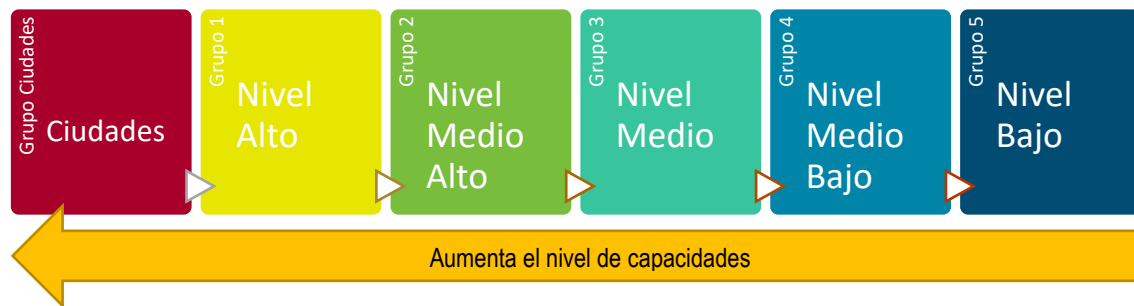 Grupo Ciudades
Ciudades
Grupo 1
Nivel
Alto
Grupo 2
Nivel
Medio
Alto
Grupo 3
Nivel
Medio
Grupo 4
Nivel
Medio
Bajo
Grupo 5
Nivel
Bajo
Aumenta el nivel de capacidades